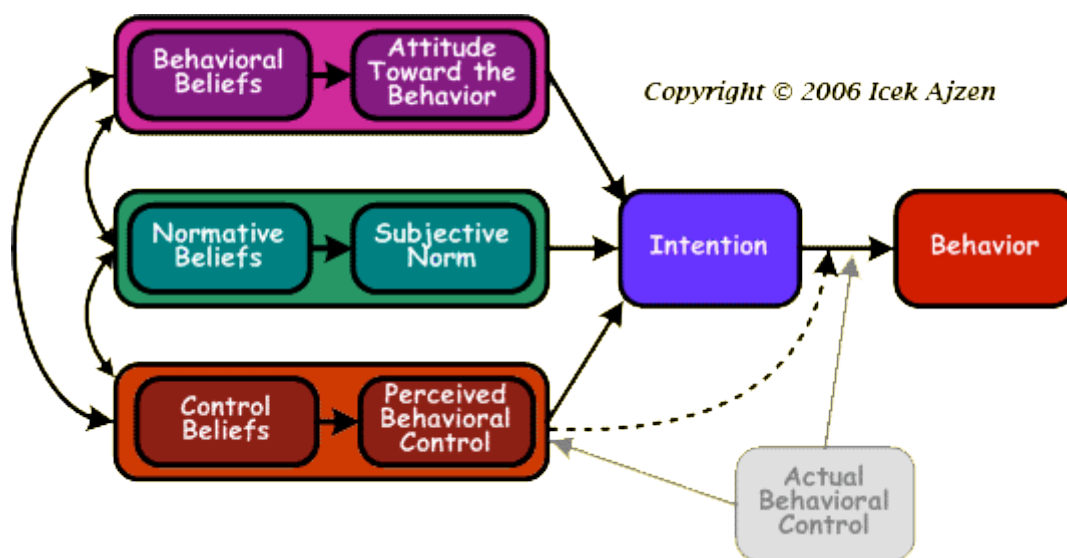 Behavioral
Beliefs
Attitude
Toward the
Behavior
Copyright © 2006 Icek Ajzen
Normative
Beliefs
Subjective
Norm
Intention
Behavior
Control
Beliefs
Perceived
Behavioral
Control
Actual
Behavioral
Control